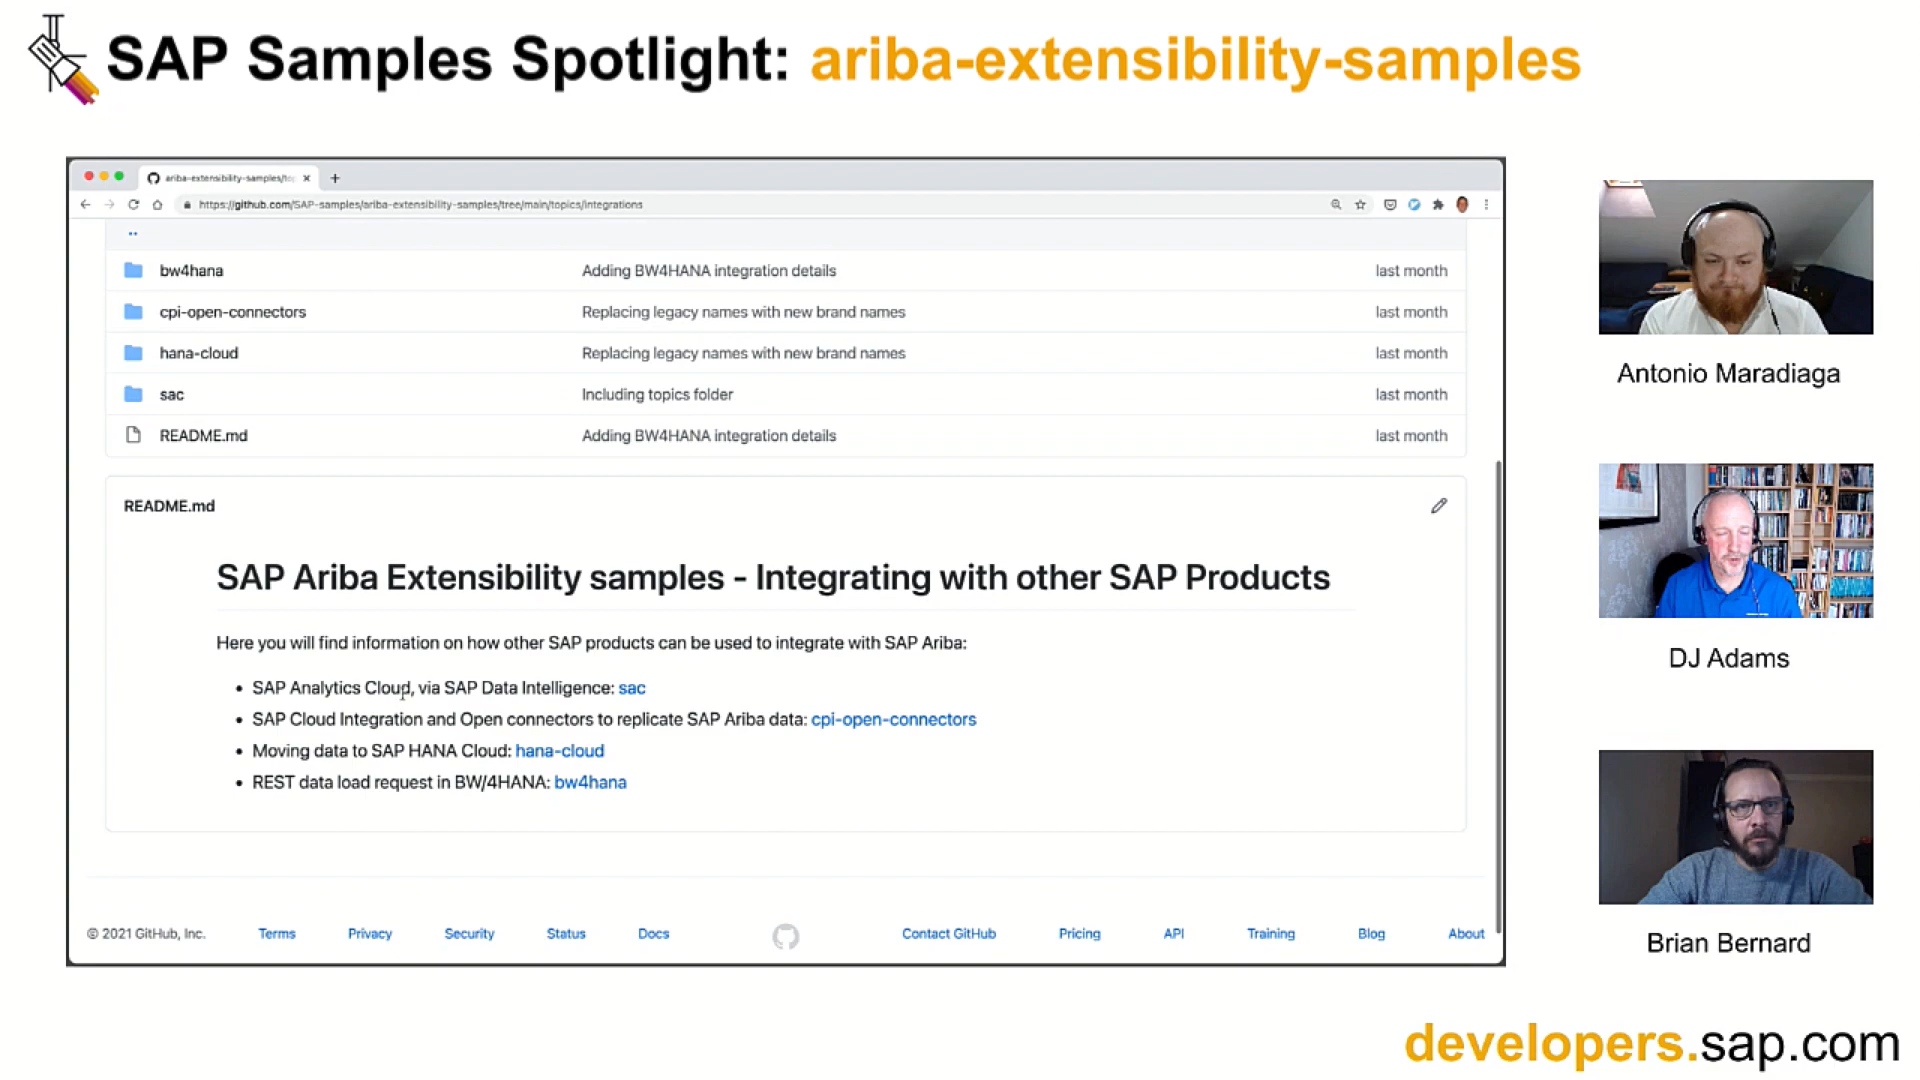 SAP Samples Spotlight: ariba-extensibility-samples
ariba-extensibility-samples/to
https://github.com/SAP-samples/ariba-extensibility-samples/tree/main/topics/integrations
..
bw4hana Adding BW4HANA integration details last month
cpi-open-connectors Replacing legacy names with new brand names last month
hana-cloud Replacing legacy names with new brand names last month
sac Including topics folder last month
README.md Adding BW4HANA integration details last month
README.md
SAP Ariba Extensibility samples - Integrating with other SAP Products
Here you will find information on how other SAP products can be used to integrate with SAP Ariba:
• SAP Analytics Cloud, via SAP Data Intelligence: sac
• SAP Cloud Integration and Open connectors to replicate SAP Ariba data: cpi-open-connectors
• Moving data to SAP HANA Cloud: hana-cloud
• REST data load request in BW/4HANA: bw4hana
© 2021 GitHub, Inc. Terms Privacy Security Status Docs Contact GitHub Pricing API Training Blog About
Antonio Maradiaga
DJ Adams
Brian Bernard
developers.sap.com